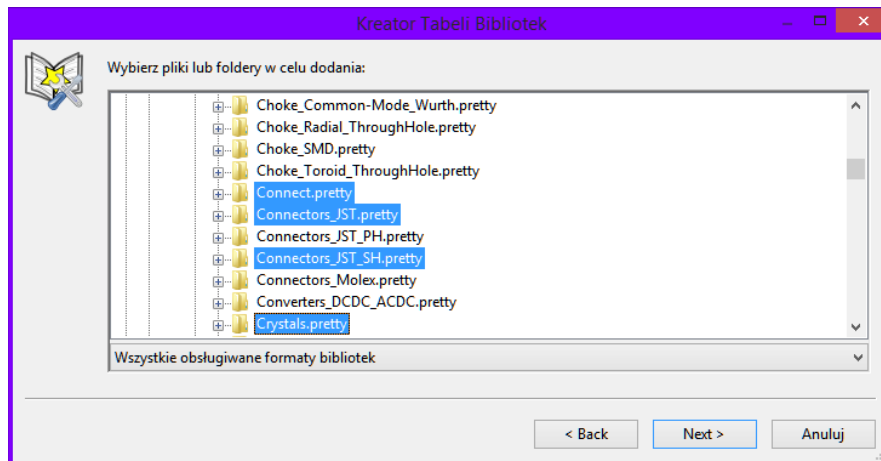 Kreator Tabeli Bibliotek
Wybierz pliki lub foldery w celu dodania:
Choke_Common-Mode_Wurth.pretty
Choke_Radial_ThroughHole.pretty
Choke_SMD.pretty
Choke_Toroid_ThroughHole.pretty
Connect.pretty
Connectors_JST.pretty
Connectors_JST_PH.pretty
Connectors_JST_SH.pretty
Connectors_Molex.pretty
Converters_DCDC_ACDC.pretty
Crystals.pretty
Wszystkie obsługiwane formaty bibliotek
< Back Next > Anuluj